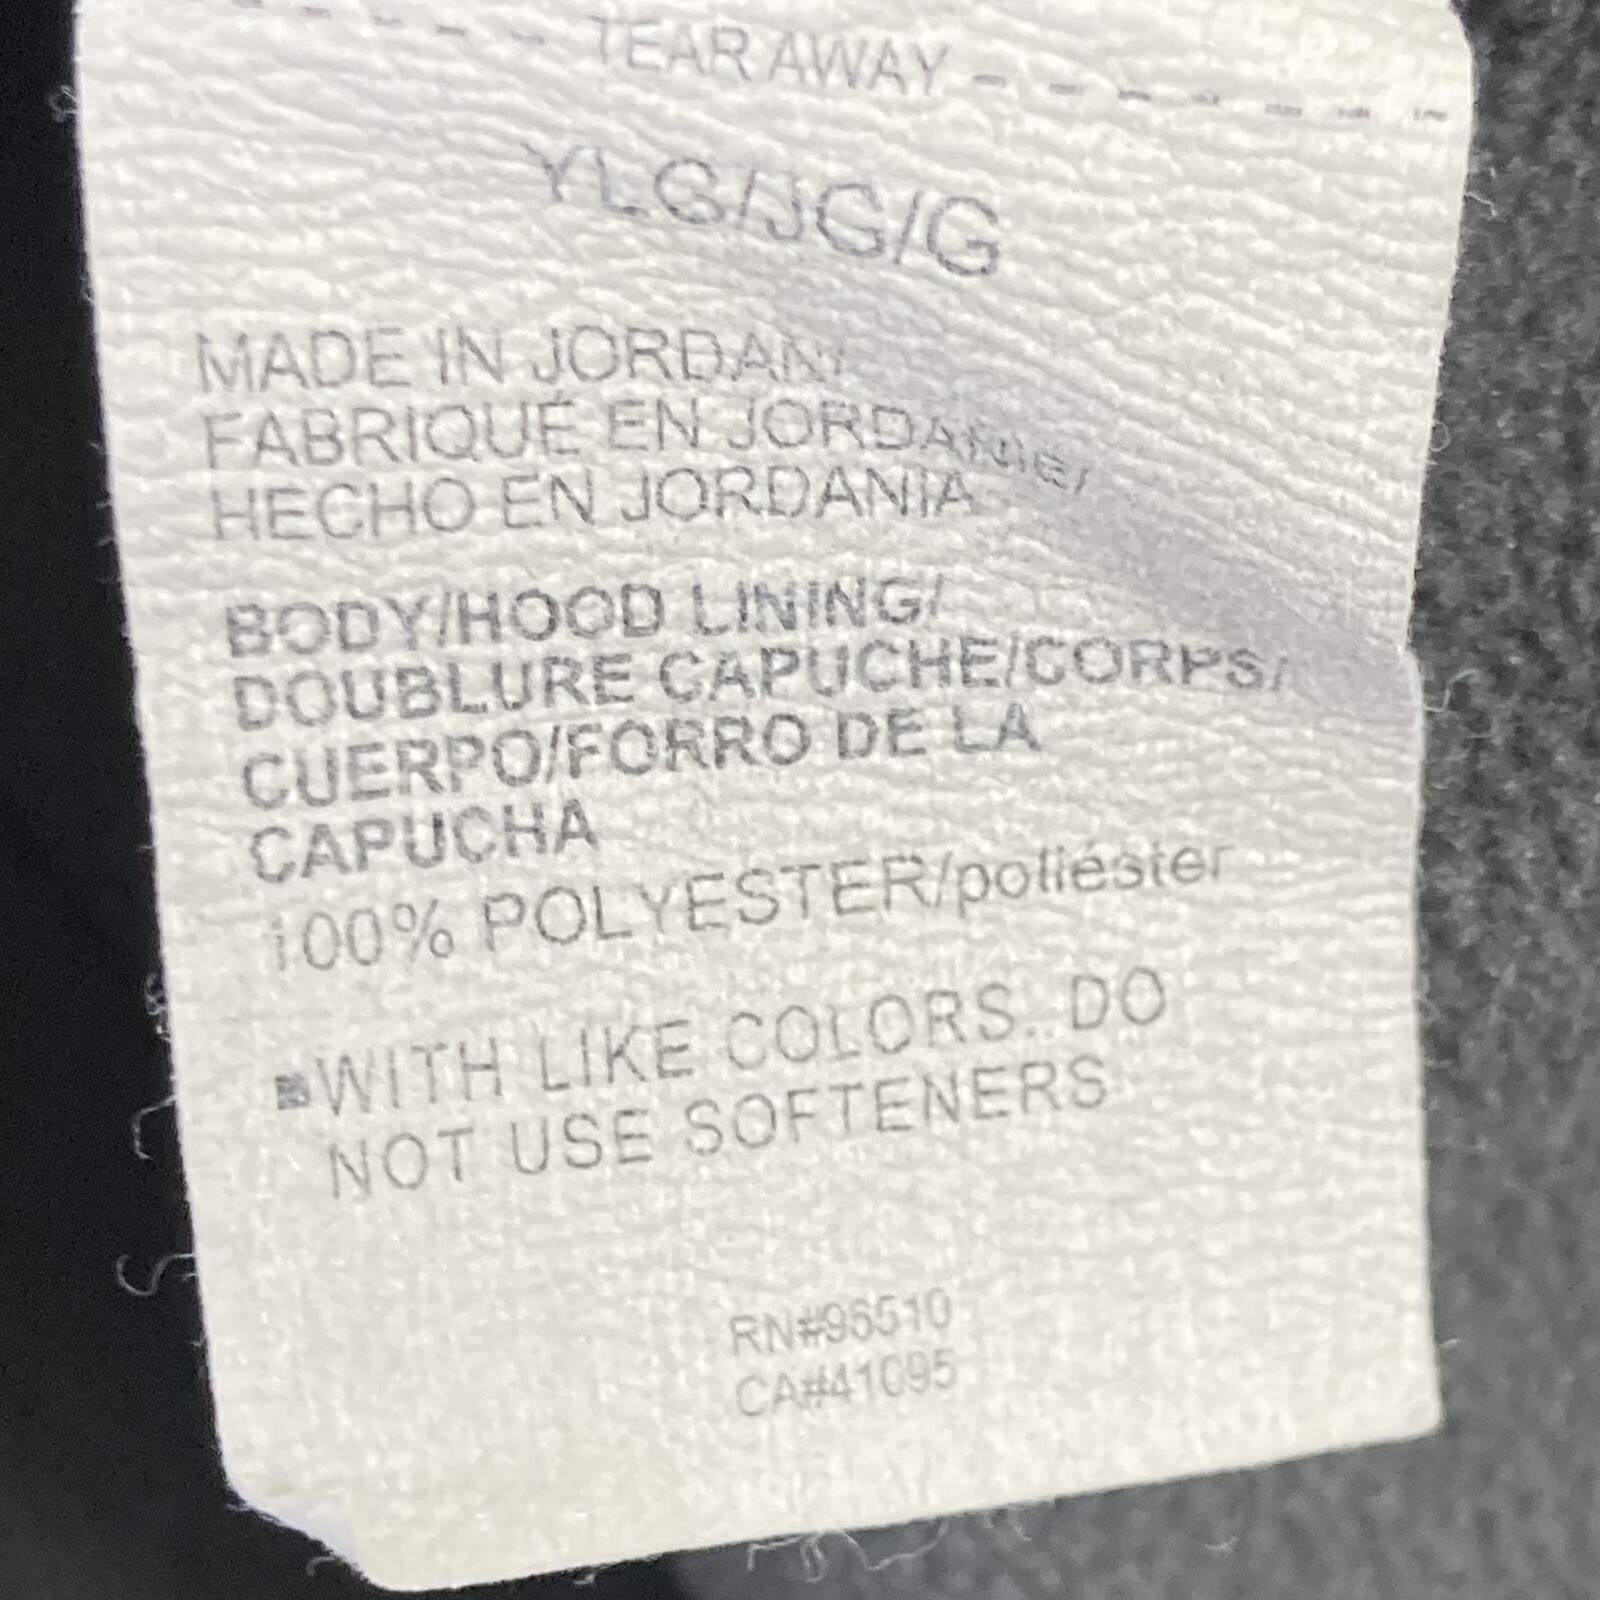 TEAR AWAY
YLG/JG/G
MADE IN JORDAN/
FABRIQUÉ EN JORDANIE/
HECHO EN JORDANIA
BODY/HOOD LINING/
DOUBLURE CAPUCHE/CORPS/
CUERPO/FORRO DE LA
CAPUCHA
100% POLYESTER/poliéster
WITH LIKE COLORS. DO
NOT USE SOFTENERS
RN#96510
CA#41095